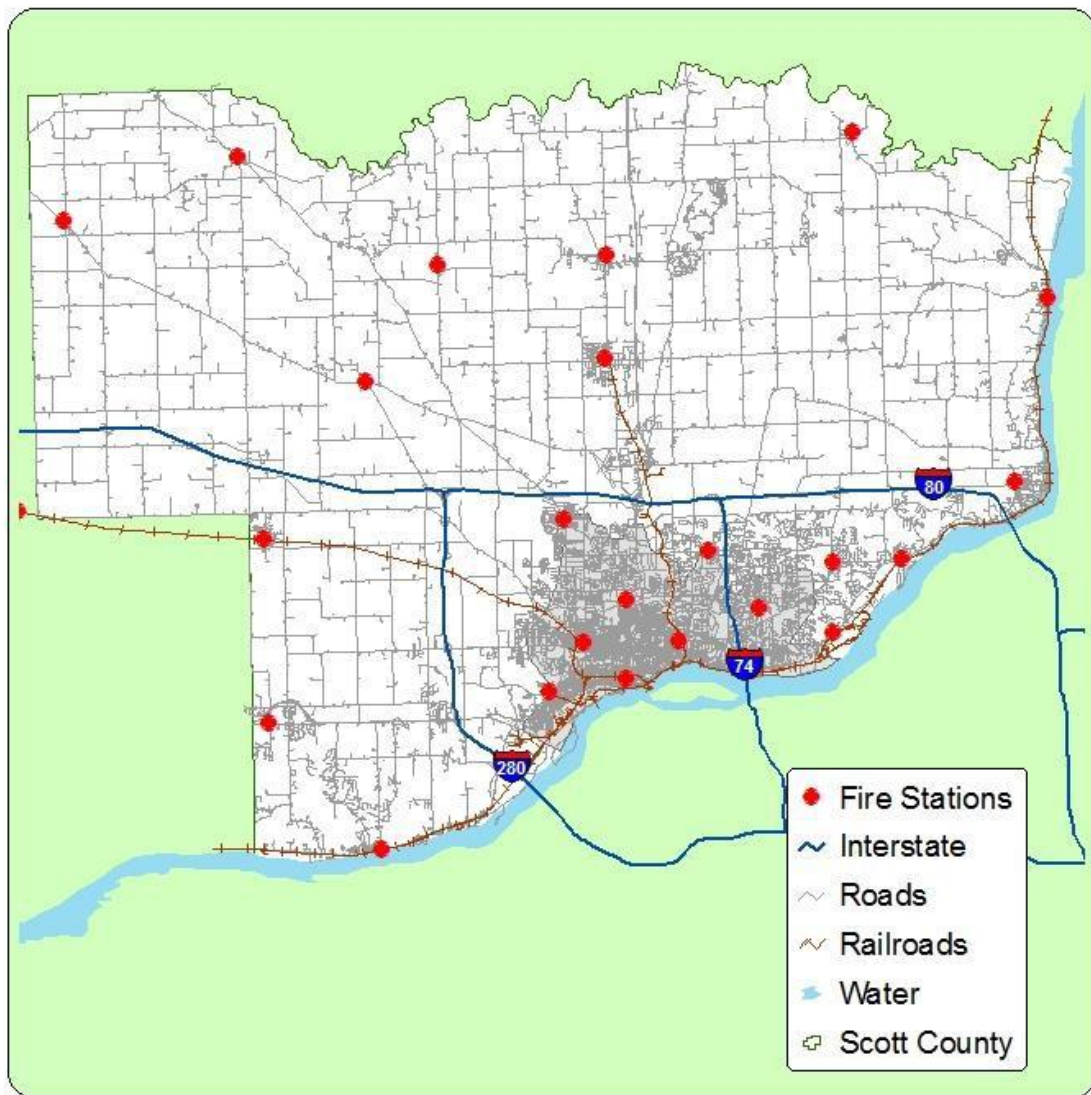 80
74
280
Fire Stations
Interstate
Roads
Railroads
Water
Scott County